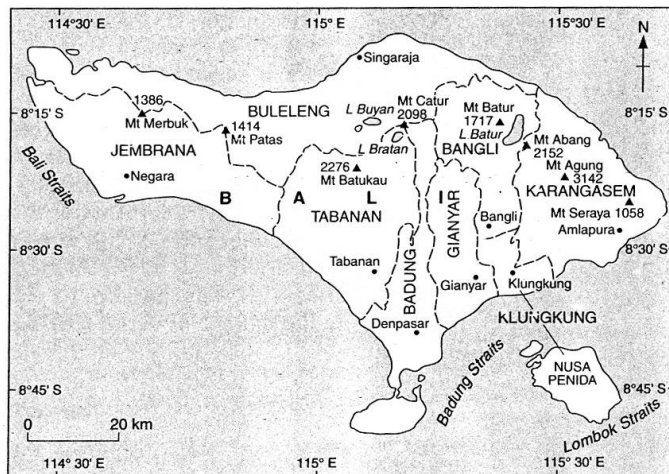 114°30' E
115° E
115°30' E
N
Singaraja
8°15' S
8°15' S
1386
Mt Merbuk
BULELENG
L Buyan
Mt Catur
2098
Mt Batur
1717
L Batur
1414
Mt Patas
L Bratan
BANGLI
Mt Abang
2152
JEMBRANA
2276
Mt Batukau
Mt Agung
3142
Negara
KARANGASEM
Bali Straits
B A L I
TABANAN
GIANYAR
Bangli
Mt Seraya 1058
Amlapura
8°30' S
8°30' S
Tabanan
BADUNG
Gianyar
Klungkung
KLUNGKUNG
Denpasar
Badung Straits
NUSA
PENIDA
8°45' S
8°45' S
Lombok Straits
0 20 km
114°30' E
115° E
115°30' E